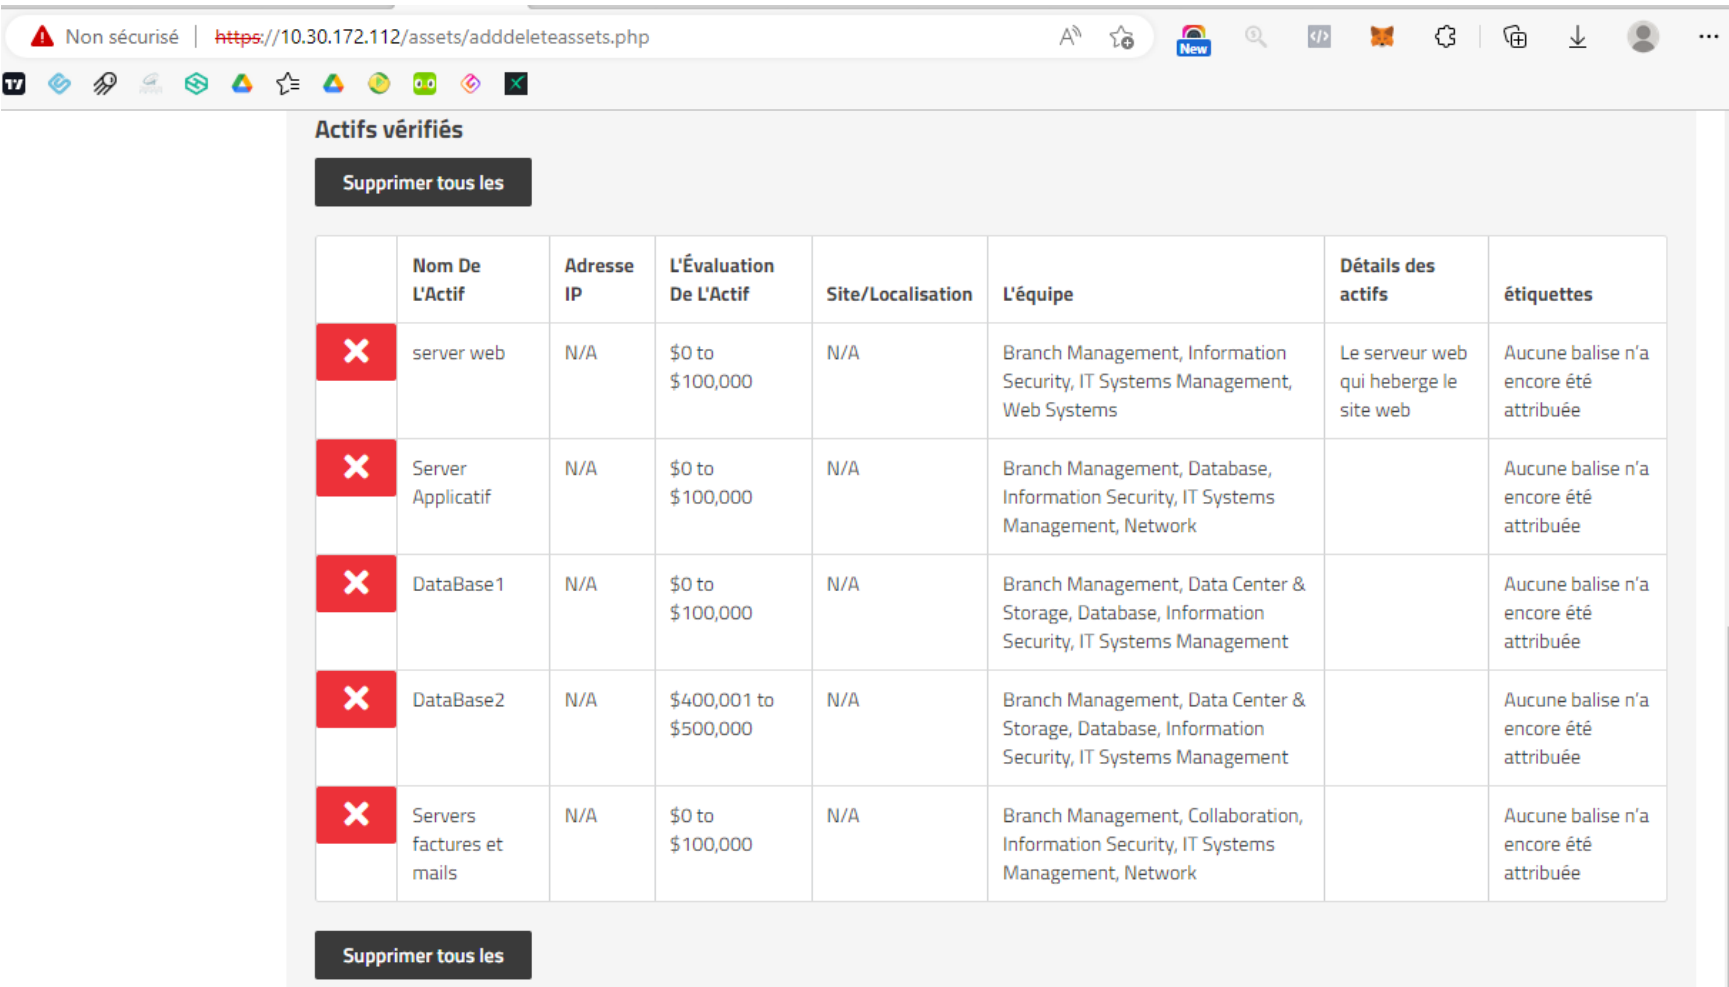 Non sécurisé https://10.30.172.112/assets/adddeleteassets.php
New
Actifs vérifiés
Supprimer tous les
Nom De L'Actif
Adresse IP
L'Évaluation De L'Actif
Site/Localisation
L'équipe
Détails des actifs
étiquettes
server web
N/A
$0 to
$100,000
N/A
Branch Management, Information
Security, IT Systems Management,
Web Systems
Le serveur web
qui heberge le
site web
Aucune balise n'a
encore été
attribuée
Server
Applicatif
N/A
$0 to
$100,000
N/A
Branch Management, Database,
Information Security, IT Systems
Management, Network
Aucune balise n'a
encore été
attribuée
DataBase1
N/A
$0 to
$100,000
N/A
Branch Management, Data Center &
Storage, Database, Information
Security, IT Systems Management
Aucune balise n'a
encore été
attribuée
DataBase2
N/A
$400,001 to
$500,000
N/A
Branch Management, Data Center &
Storage, Database, Information
Security, IT Systems Management
Aucune balise n'a
encore été
attribuée
Servers
factures et
mails
N/A
$0 to
$100,000
N/A
Branch Management, Collaboration,
Information Security, IT Systems
Management, Network
Aucune balise n'a
encore été
attribuée
Supprimer tous les